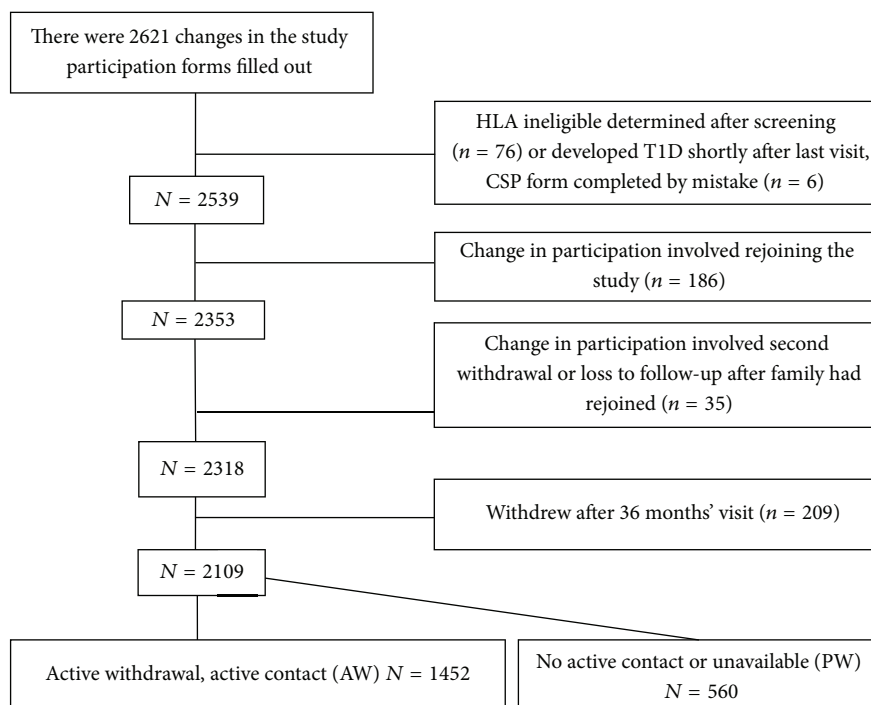 There were 2621 changes in the study
participation forms filled out
HLA ineligible determined after screening
(n = 76) or developed T1D shortly after last visit,
CSP form completed by mistake (n = 6)
N = 2539
Change in participation involved rejoining the
study (n = 186)
N = 2353
Change in participation involved second
withdrawal or loss to follow-up after family had
rejoined (n = 35)
N = 2318
Withdrew after 36 months’ visit (n = 209)
N = 2109
Active withdrawal, active contact (AW) N = 1452
No active contact or unavailable (PW)
N = 560